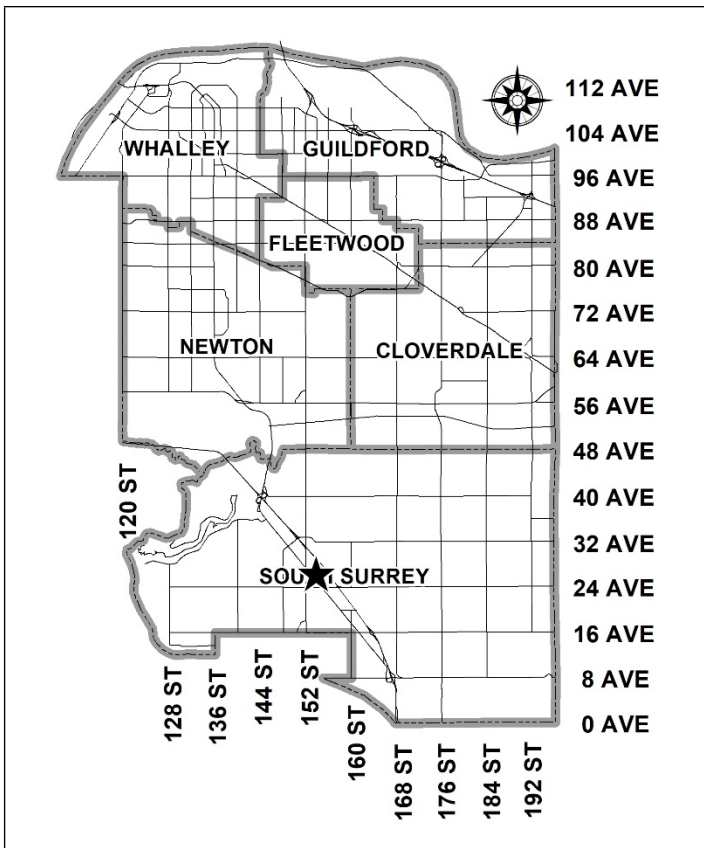 112 AVE
104 AVE
WHALLEY
GUILDFORD
96 AVE
88 AVE
FLEETWOOD
80 AVE
72 AVE
NEWTON
CLOVERDALE
64 AVE
56 AVE
48 AVE
120 ST
40 AVE
32 AVE
SOUTH SURREY
24 AVE
16 AVE
8 AVE
0 AVE
128 ST
136 ST
144 ST
152 ST
160 ST
168 ST
176 ST
184 ST
192 ST